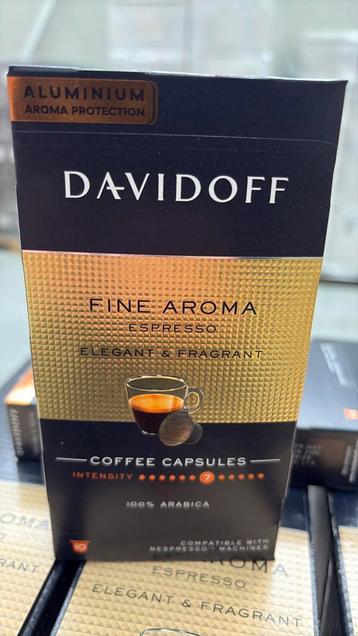 ALUMINIUM
AROMA PROTECTION
DAVIDOFF
FINE AROMA
ESPRESSO
ELEGANT & FRAGRANT
COFFEE CAPSULES
INTENSITY 7
100% ARABICA
10
COMPATIBLE WITH
NESPRESSO™ MACHINES
AROMA
ESPRESSO
ELEGANT & FRAGRANT